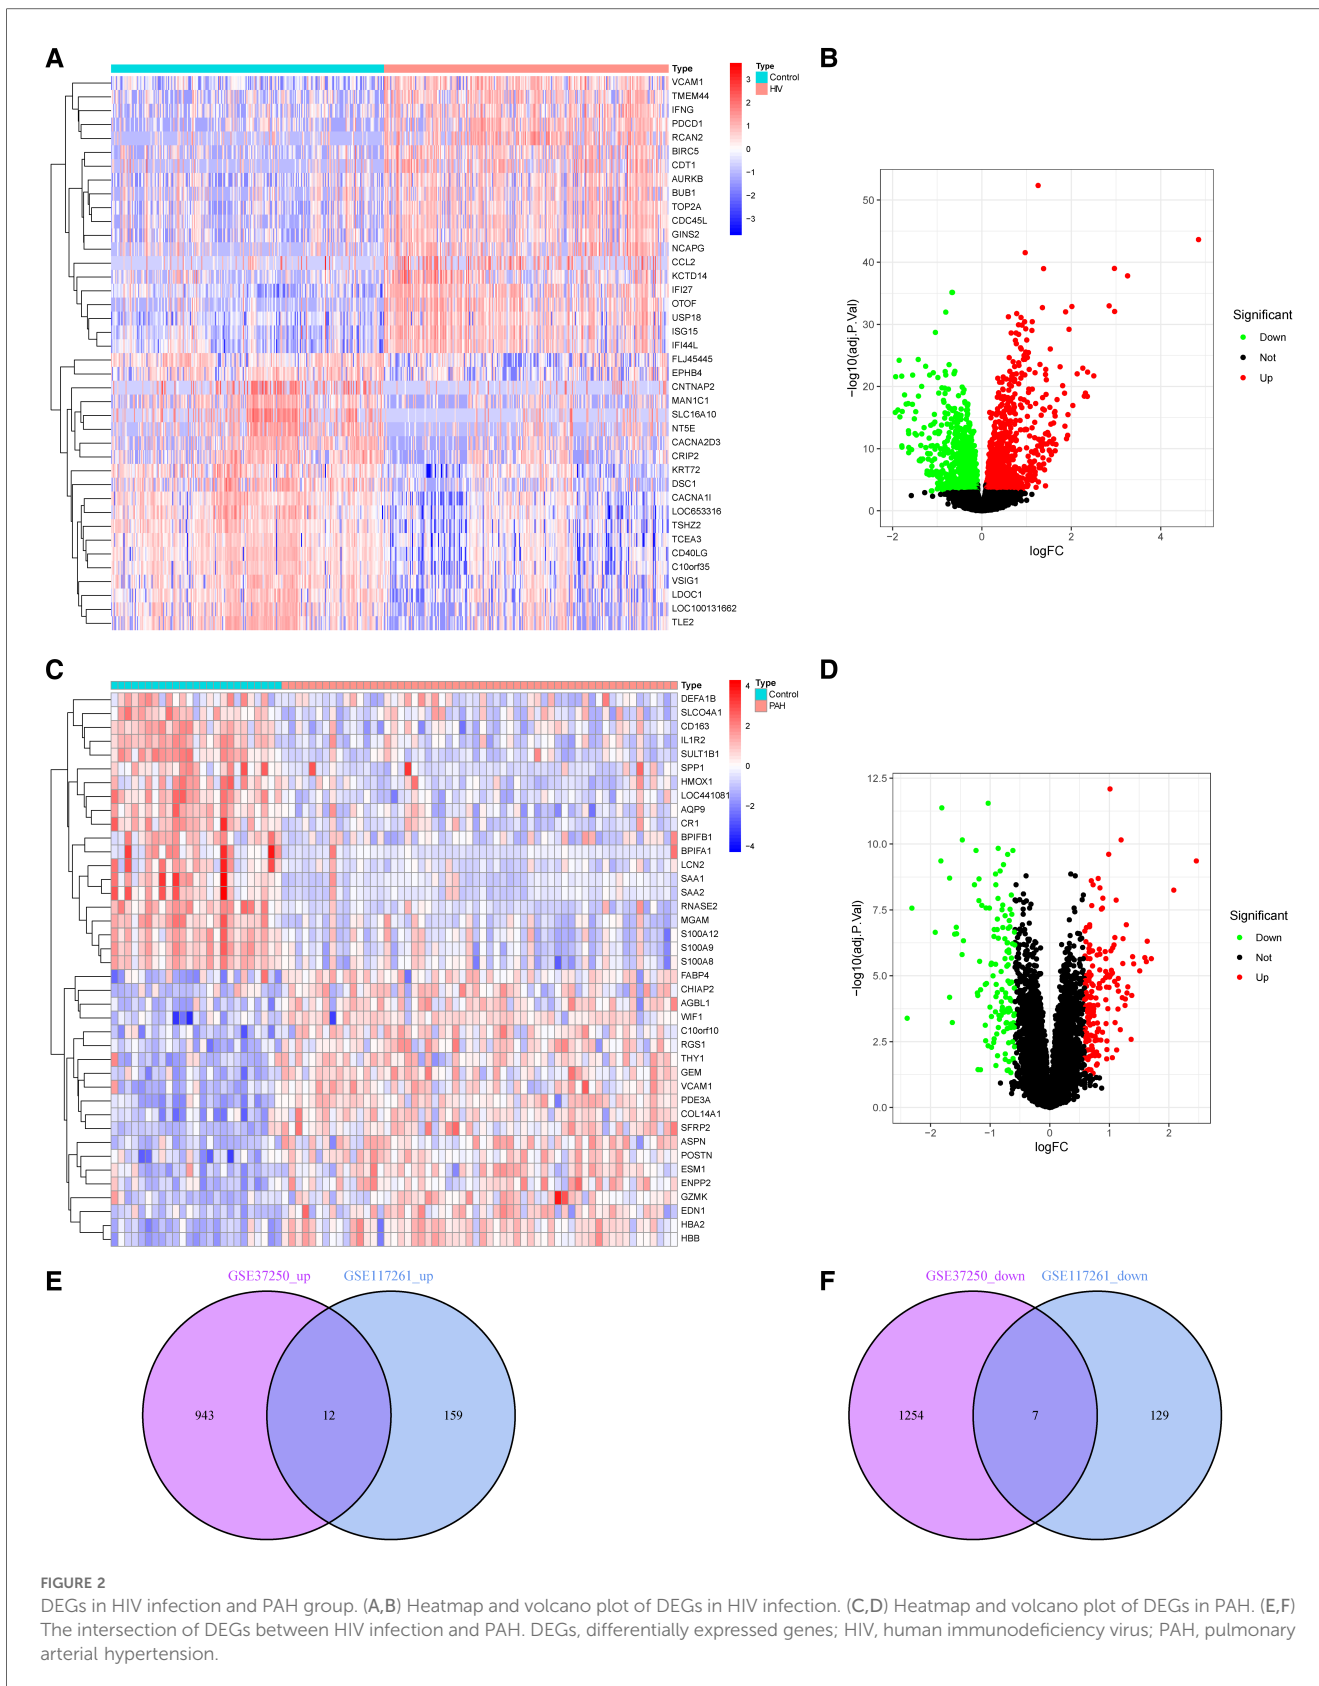 A
Type
VCAM1
TMEM44
IFNG
PDCD1
RCAN2
BIRC5
CDT1
AURKB
BUB1
TOP2A
CDC45L
GINS2
NCAPG
CCL2
KCTD14
IFI27
OTOF
USP18
ISG15
IFI44L
FLJ45445
EPHB4
CNTNAP2
MAN1C1
SLC16A10
NT5E
CACNA2D3
CRIP2
KRT72
DSC1
CACNA1I
LOC653316
TSHZ2
TCEA3
CD40LG
C10orf35
VSIG1
LDOC1
LOC100131662
TLE2
3
2
1
0
−1
−2
−3
Type
Control
HIV
B
50
40
30
20
10
0
−log10(adj.P.Val)
−2
0
2
4
logFC
Significant
Down
Not
Up
C
Type
DEFA1B
SLCO4A1
CD163
IL1R2
SULT1B1
SPP1
HMOX1
LOC441081
AQP9
CR1
BPIFB1
BPIFA1
LCN2
SAA1
SAA2
RNASE2
MGAM
S100A12
S100A9
S100A8
FABP4
CHIAP2
AGBL1
WIF1
C10orf10
RGS1
THY1
GEM
VCAM1
PDE3A
COL14A1
SFRP2
ASPN
POSTN
ESM1
ENPP2
GZMK
EDN1
HBA2
HBB
4
2
0
−2
−4
Type
Control
PAH
D
12.5
10.0
7.5
5.0
2.5
0.0
−log10(adj.P.Val)
−2
−1
0
1
2
logFC
Significant
Down
Not
Up
E
GSE37250_up
GSE117261_up
943
12
159
F
GSE37250_down
GSE117261_down
1254
7
129
FIGURE 2
DEGs in HIV infection and PAH group. (A,B) Heatmap and volcano plot of DEGs in HIV infection. (C,D) Heatmap and volcano plot of DEGs in PAH. (E,F)
The intersection of DEGs between HIV infection and PAH. DEGs, differentially expressed genes; HIV, human immunodeficiency virus; PAH, pulmonary
arterial hypertension.